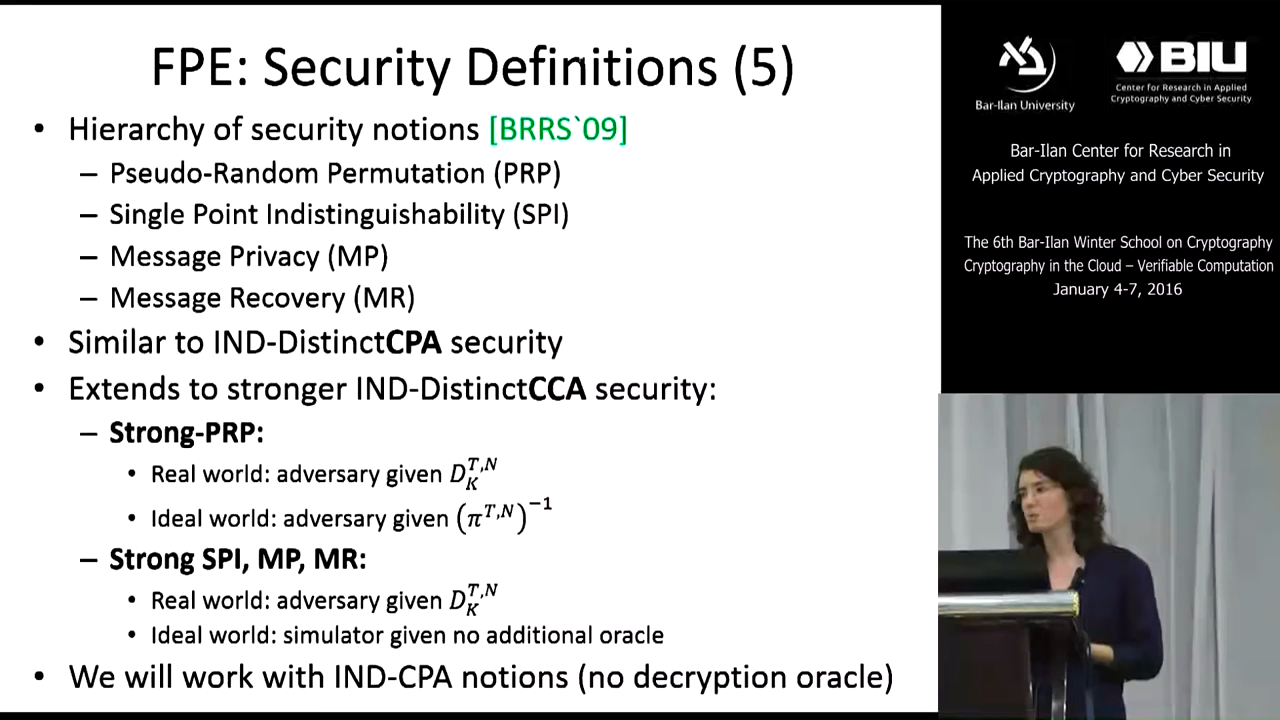 FPE: Security Definitions (5)
• Hierarchy of security notions [BRRS`09]
– Pseudo-Random Permutation (PRP)
– Single Point Indistinguishability (SPI)
– Message Privacy (MP)
– Message Recovery (MR)
• Similar to IND-DistinctCPA security
• Extends to stronger IND-DistinctCCA security:
– Strong-PRP:
• Real world: adversary given D_K^{T,N}
• Ideal world: adversary given (π^{T,N})^{-1}
– Strong SPI, MP, MR:
• Real world: adversary given D_K^{T,N}
• Ideal world: simulator given no additional oracle
• We will work with IND-CPA notions (no decryption oracle)
Bar-Ilan University
BIU
Center for Research in Applied
Cryptography and Cyber Security
Bar-Ilan Center for Research in
Applied Cryptography and Cyber Security
The 6th Bar-Ilan Winter School on Cryptography
Cryptography in the Cloud – Verifiable Computation
January 4-7, 2016